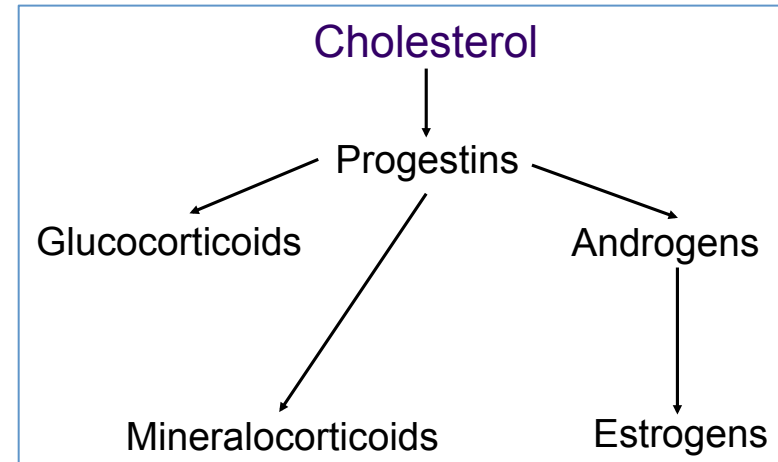 Cholesterol
Progestins
Glucocorticoids
Androgens
Mineralocorticoids
Estrogens